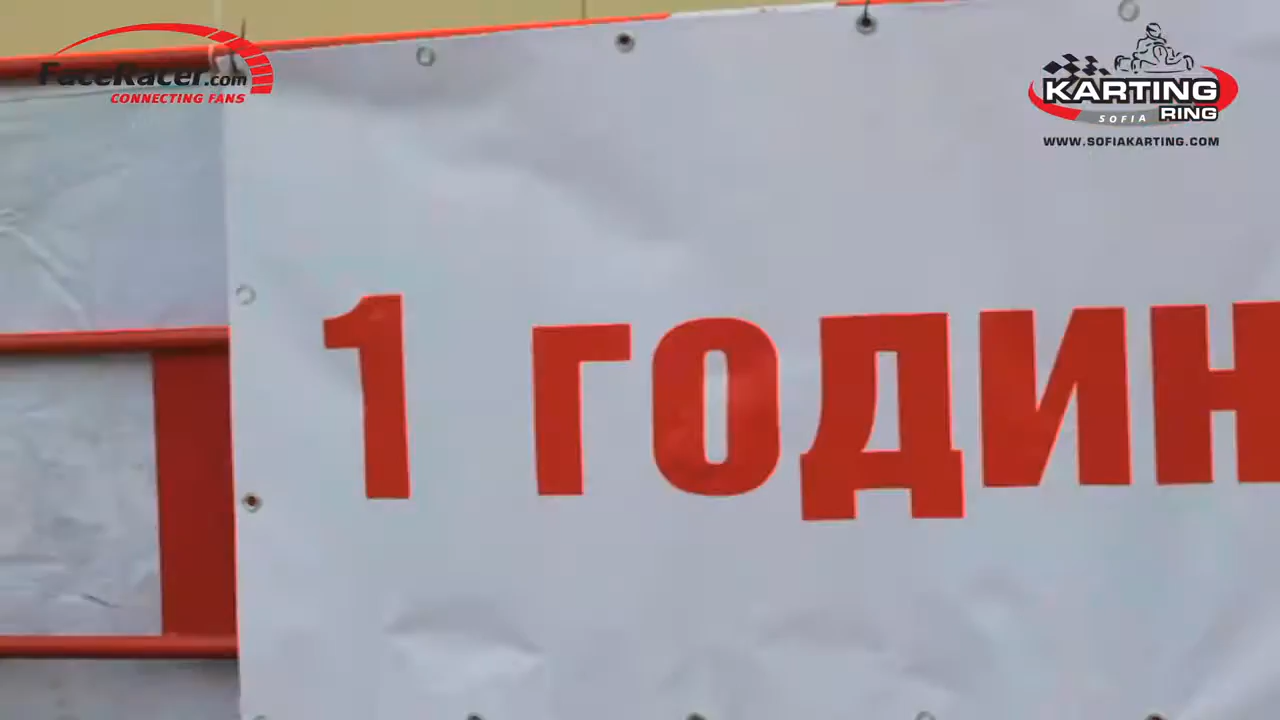 FaceRacer.com
CONNECTING FANS
KARTING
SOFIA RING
WWW.SOFIAKARTING.COM
1 годин